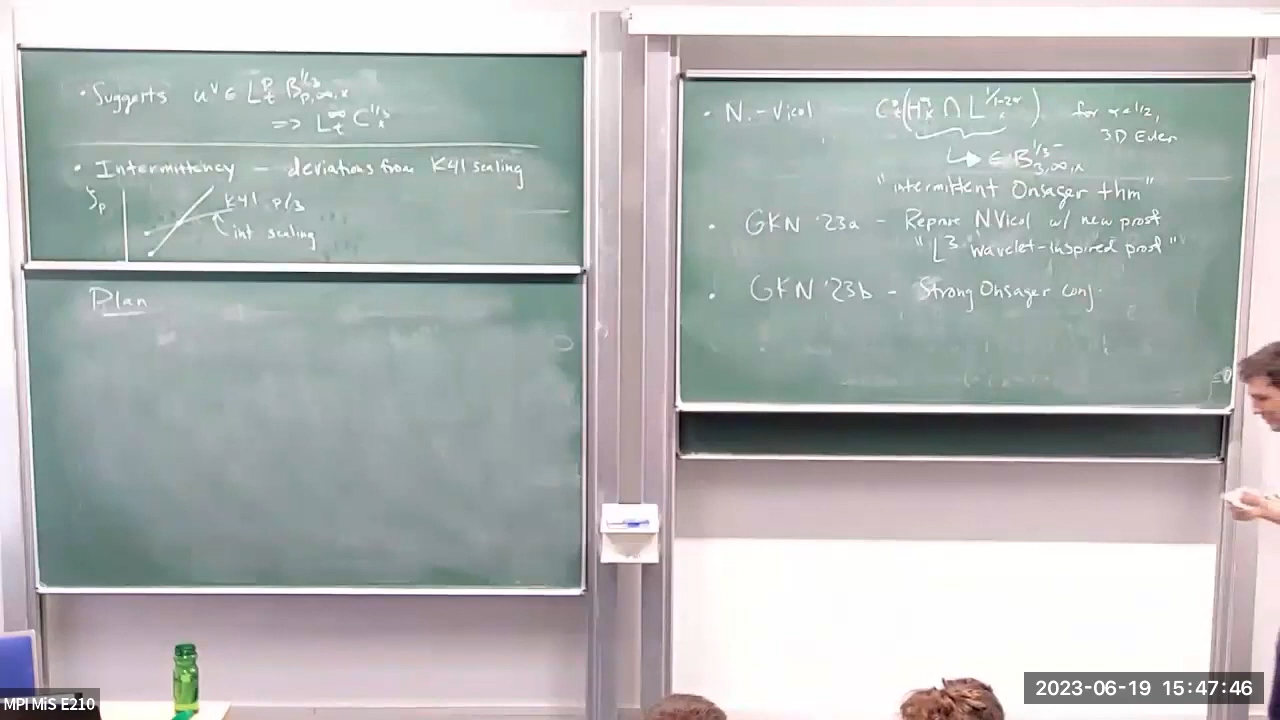 • Suggests u^ν ∈ L^p_t B^{1/3}_{p,∞,x}
=> L^∞_t C^{1/3}_x
• Intermittency – deviations from K41 scaling
ζ_p
K41 p/3
int scaling
Plan
• N.-Vicol C^0_t(H^α_x ∩ L^{1/1-2α}_x) for α<1/2,
3D Euler
↳ ∈ B^{1/3-}_{3,∞,x}
"intermittent Onsager thm"
• GKN '23a – Reprove NVicol w/ new proof
"L^3 wavelet-inspired proof"
• GKN '23b – Strong Onsager conj.
MPI MiS E210
2023-06-19 15:47:46